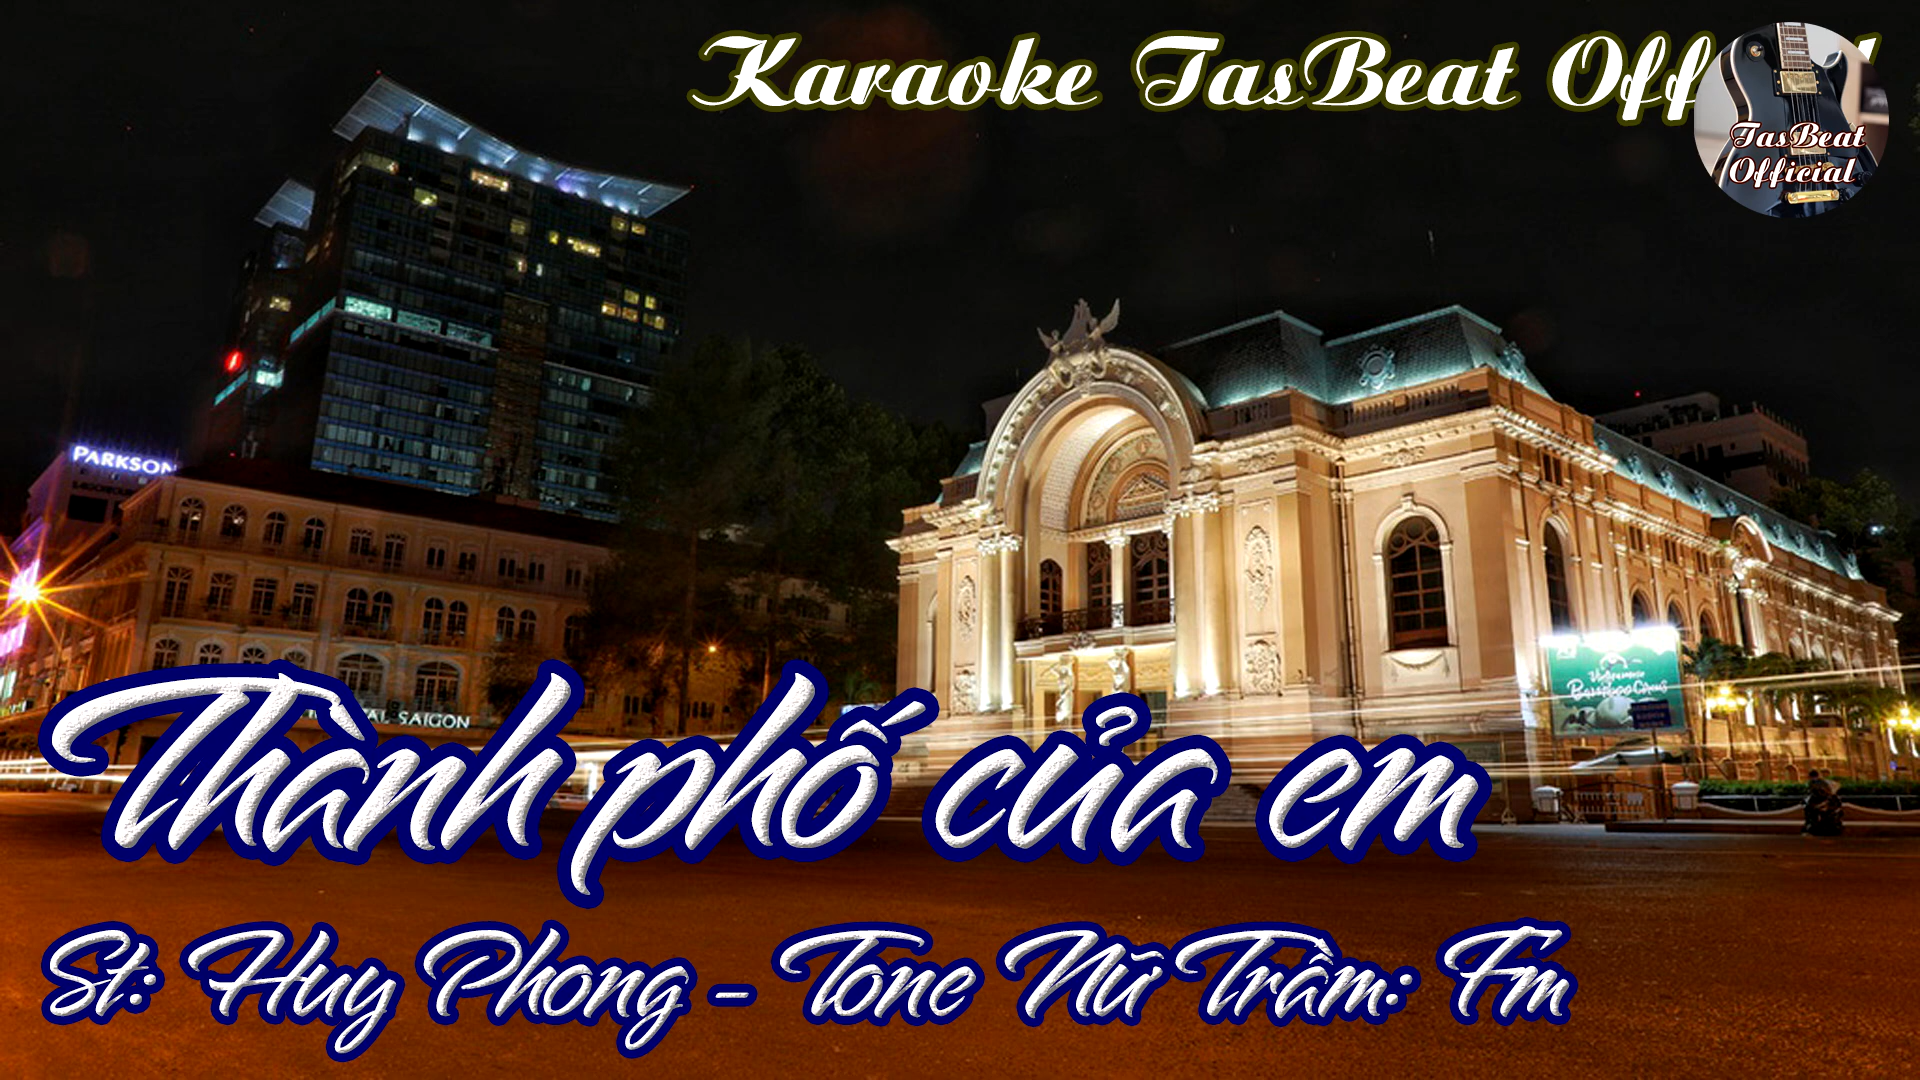 Karaoke TasBeat Off
TasBeat
Official
PARKSON
SAIGON
Thành phố của em
St: Huy Phong - Tone Nữ Trầm: Fm